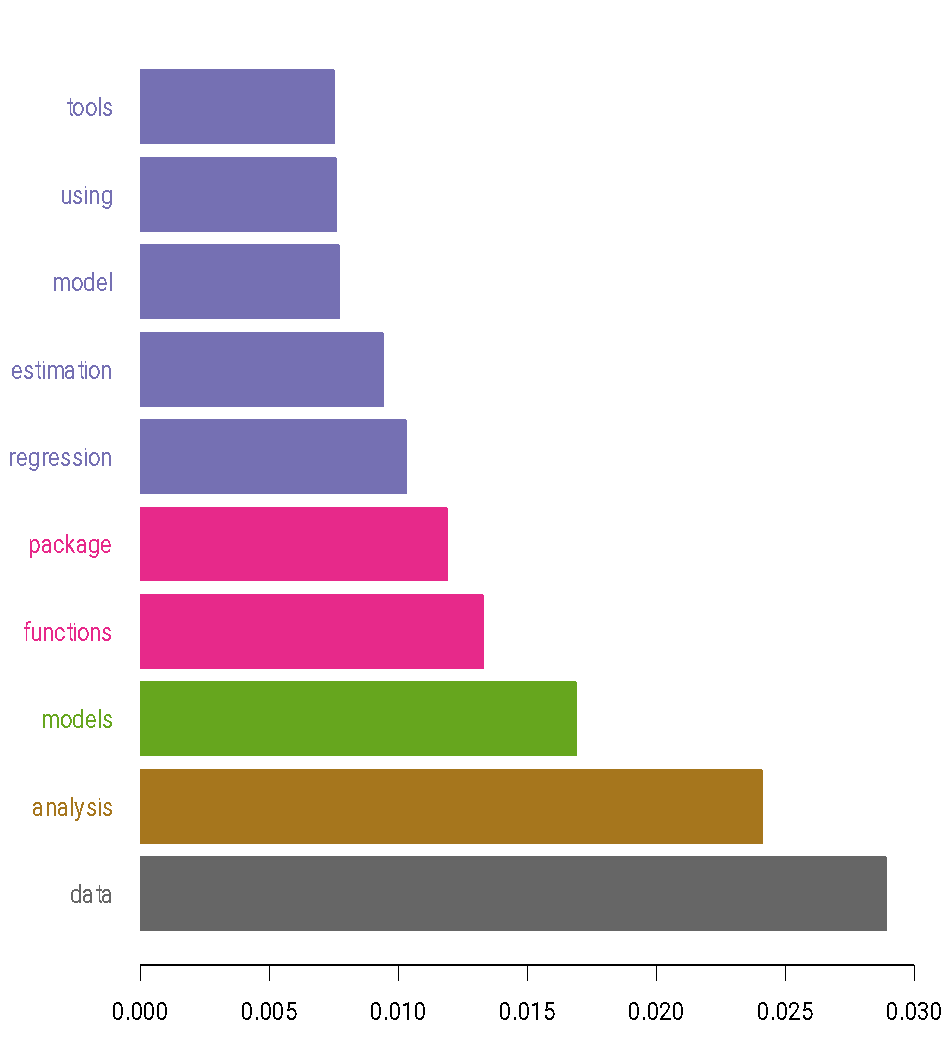 tools
using
model
estimation
regression
package
functions
models
analysis
data
0.000 0.005 0.010 0.015 0.020 0.025 0.030